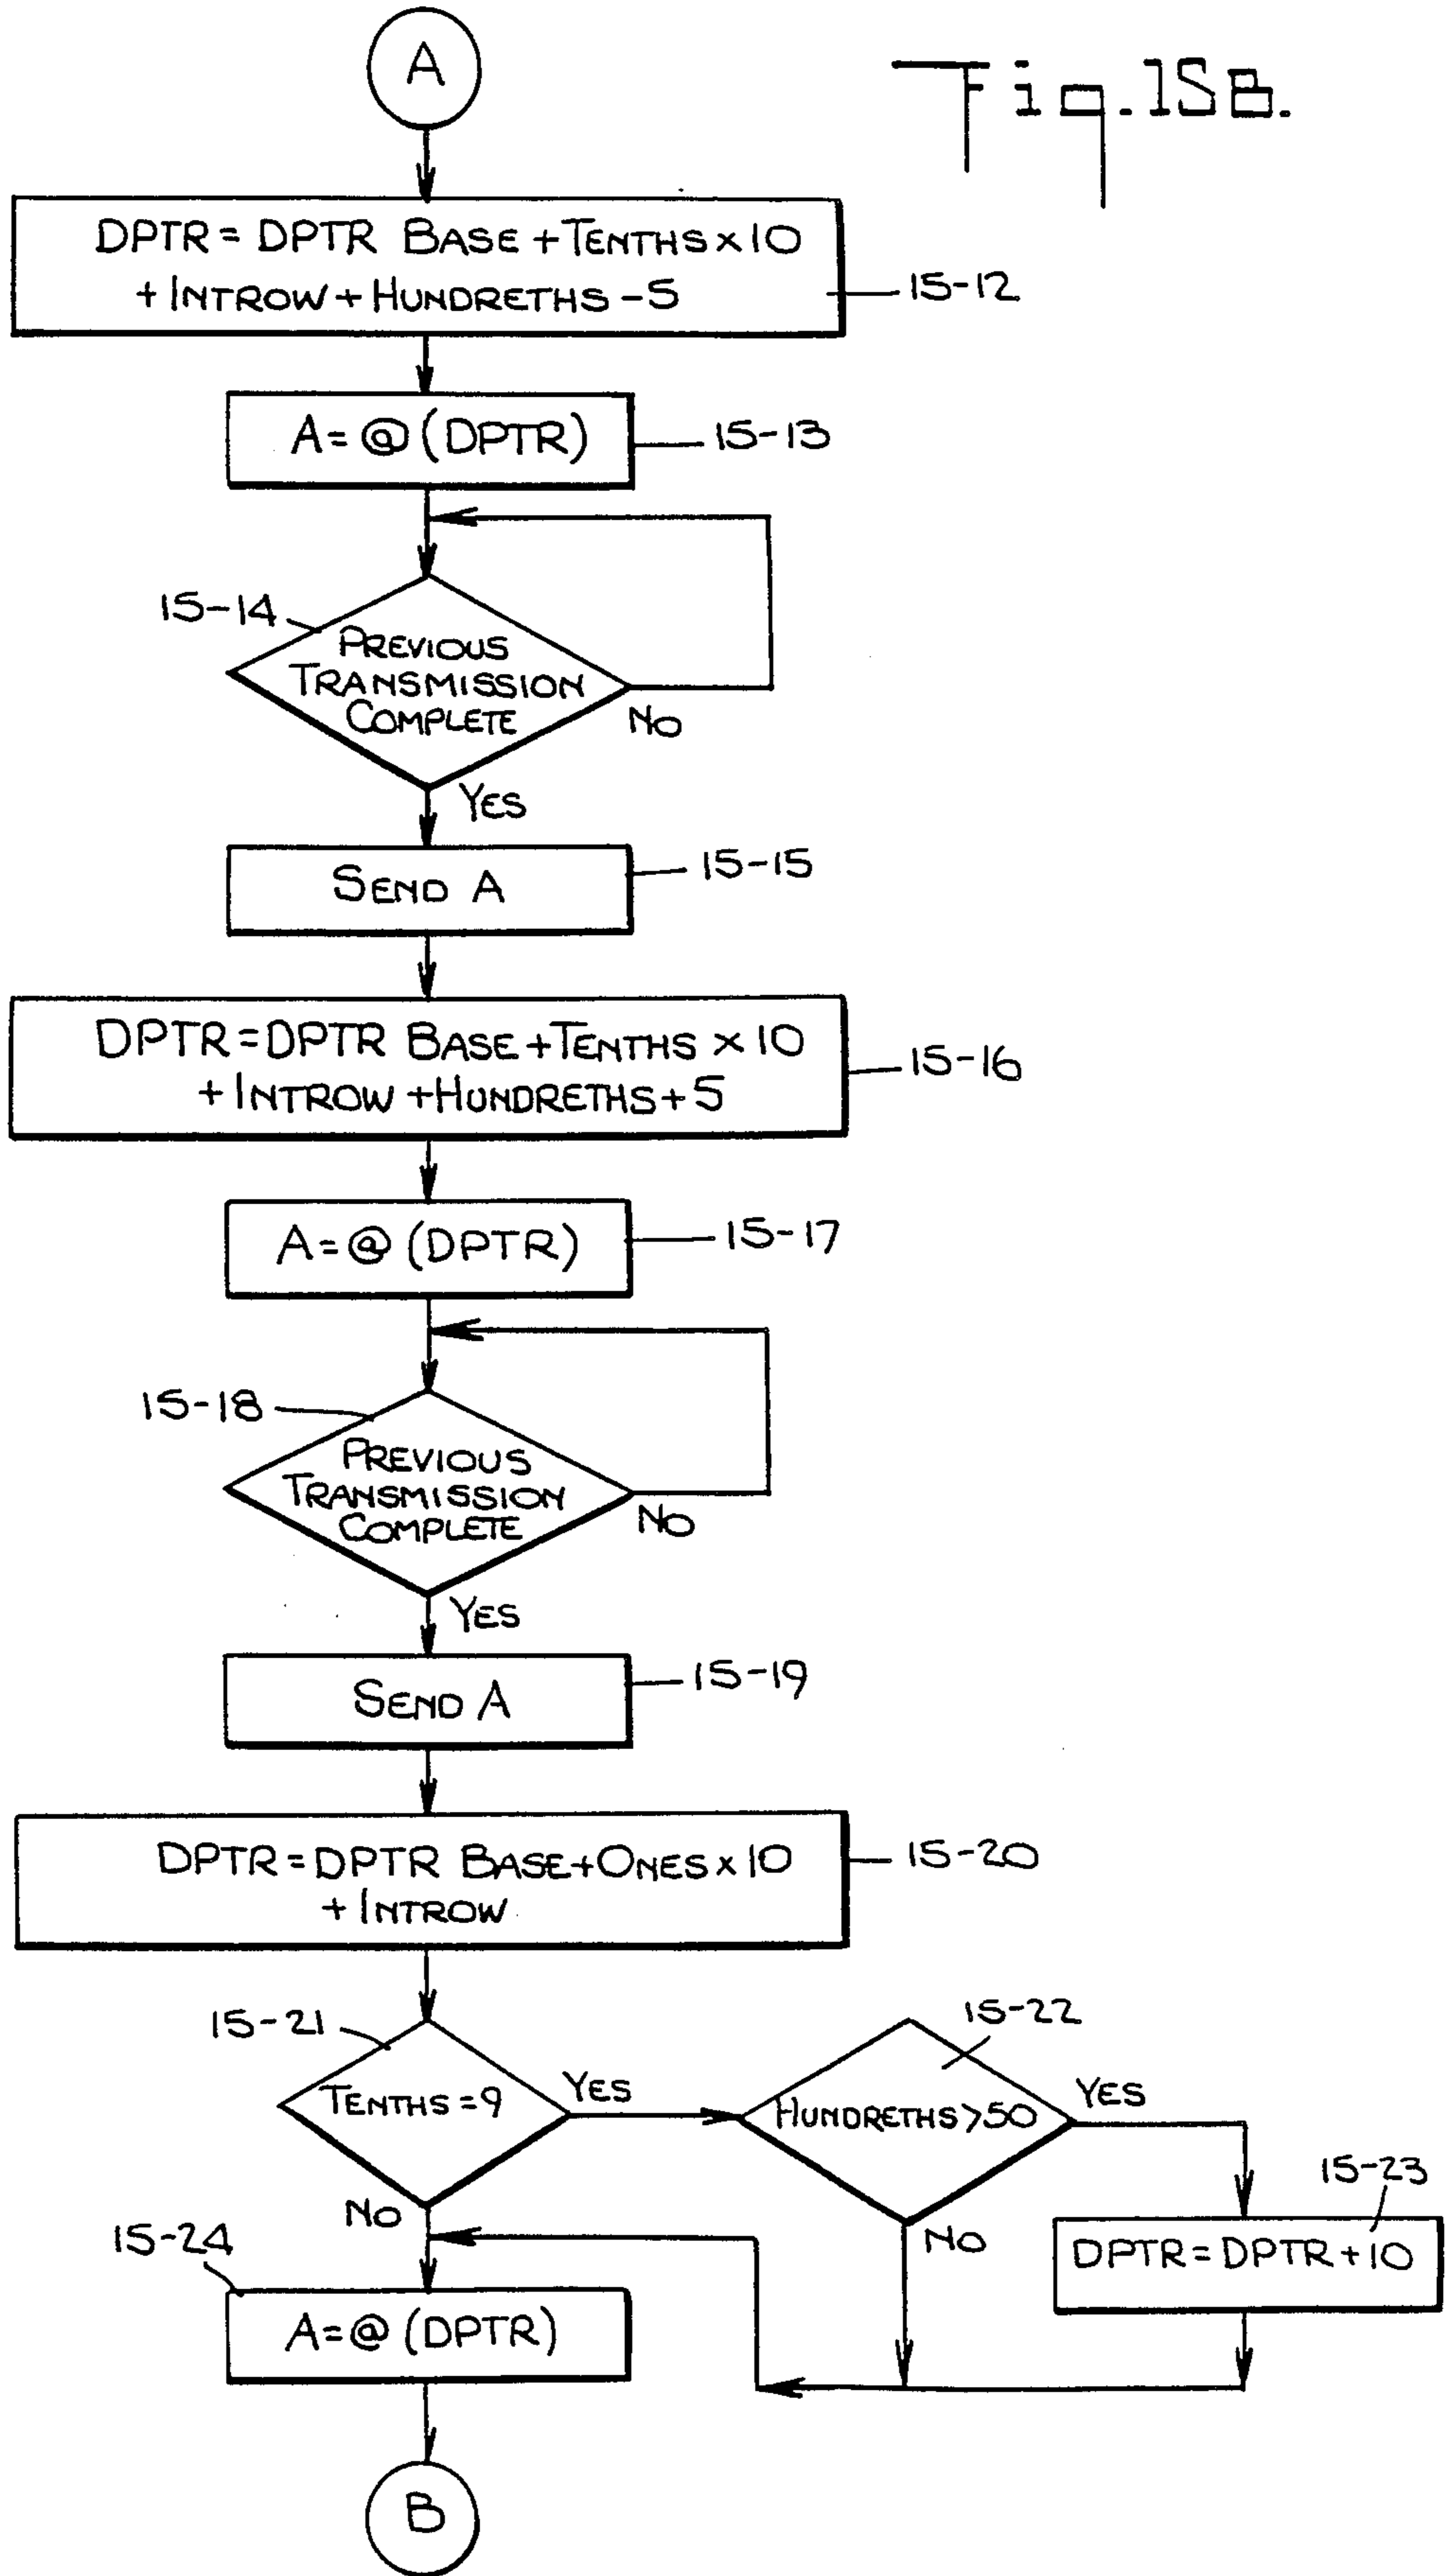 A
Fig. 15B.
DPTR = DPTR BASE + TENTHS x 10
+ INTROW + HUNDRETHS - 5
15-12
A = @ (DPTR)
15-13
15-14
PREVIOUS
TRANSMISSION
COMPLETE
NO
YES
SEND A
15-15
DPTR = DPTR BASE + TENTHS x 10
+ INTROW + HUNDRETHS + 5
15-16
A = @ (DPTR)
15-17
15-18
PREVIOUS
TRANSMISSION
COMPLETE
NO
YES
SEND A
15-19
DPTR = DPTR BASE + ONES x 10
+ INTROW
15-20
15-21
TENTHS = 9
YES
NO
15-22
HUNDRETHS > 50
YES
NO
15-23
DPTR = DPTR + 10
15-24
A = @ (DPTR)
B